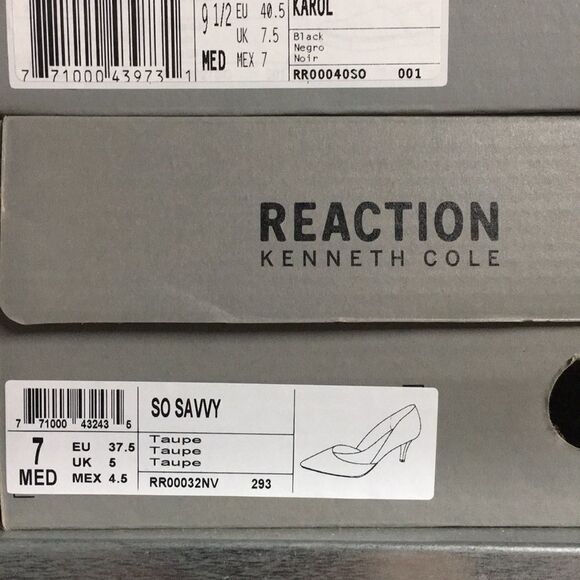 KAROL
9 1/2 EU 40.5
UK 7.5
MED MEX 7
Black
Negro
Noir
RR00040SO 001
7 71000 43973 1
REACTION
KENNETH COLE
7 71000 43243 5
SO SAVVY
7 EU 37.5
UK 5
MED MEX 4.5
Taupe
Taupe
Taupe
RR00032NV 293